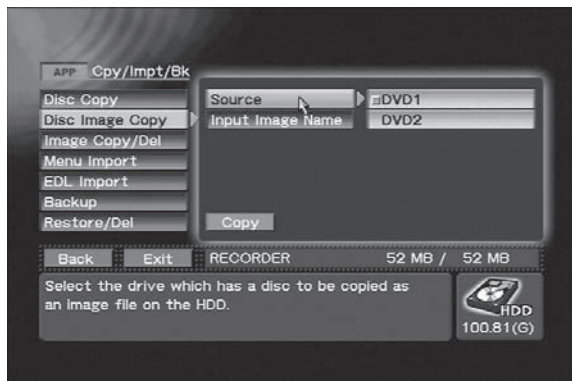 APP Cpy/Impt/Bk
Disc Copy
Disc Image Copy
Image Copy/Del
Menu Import
EDL Import
Backup
Restore/Del
Source DVD1
Input Image Name DVD2
Copy
Back Exit RECORDER 52 MB / 52 MB
Select the drive which has a disc to be copied as
an image file on the HDD.
HDD
100.81(G)